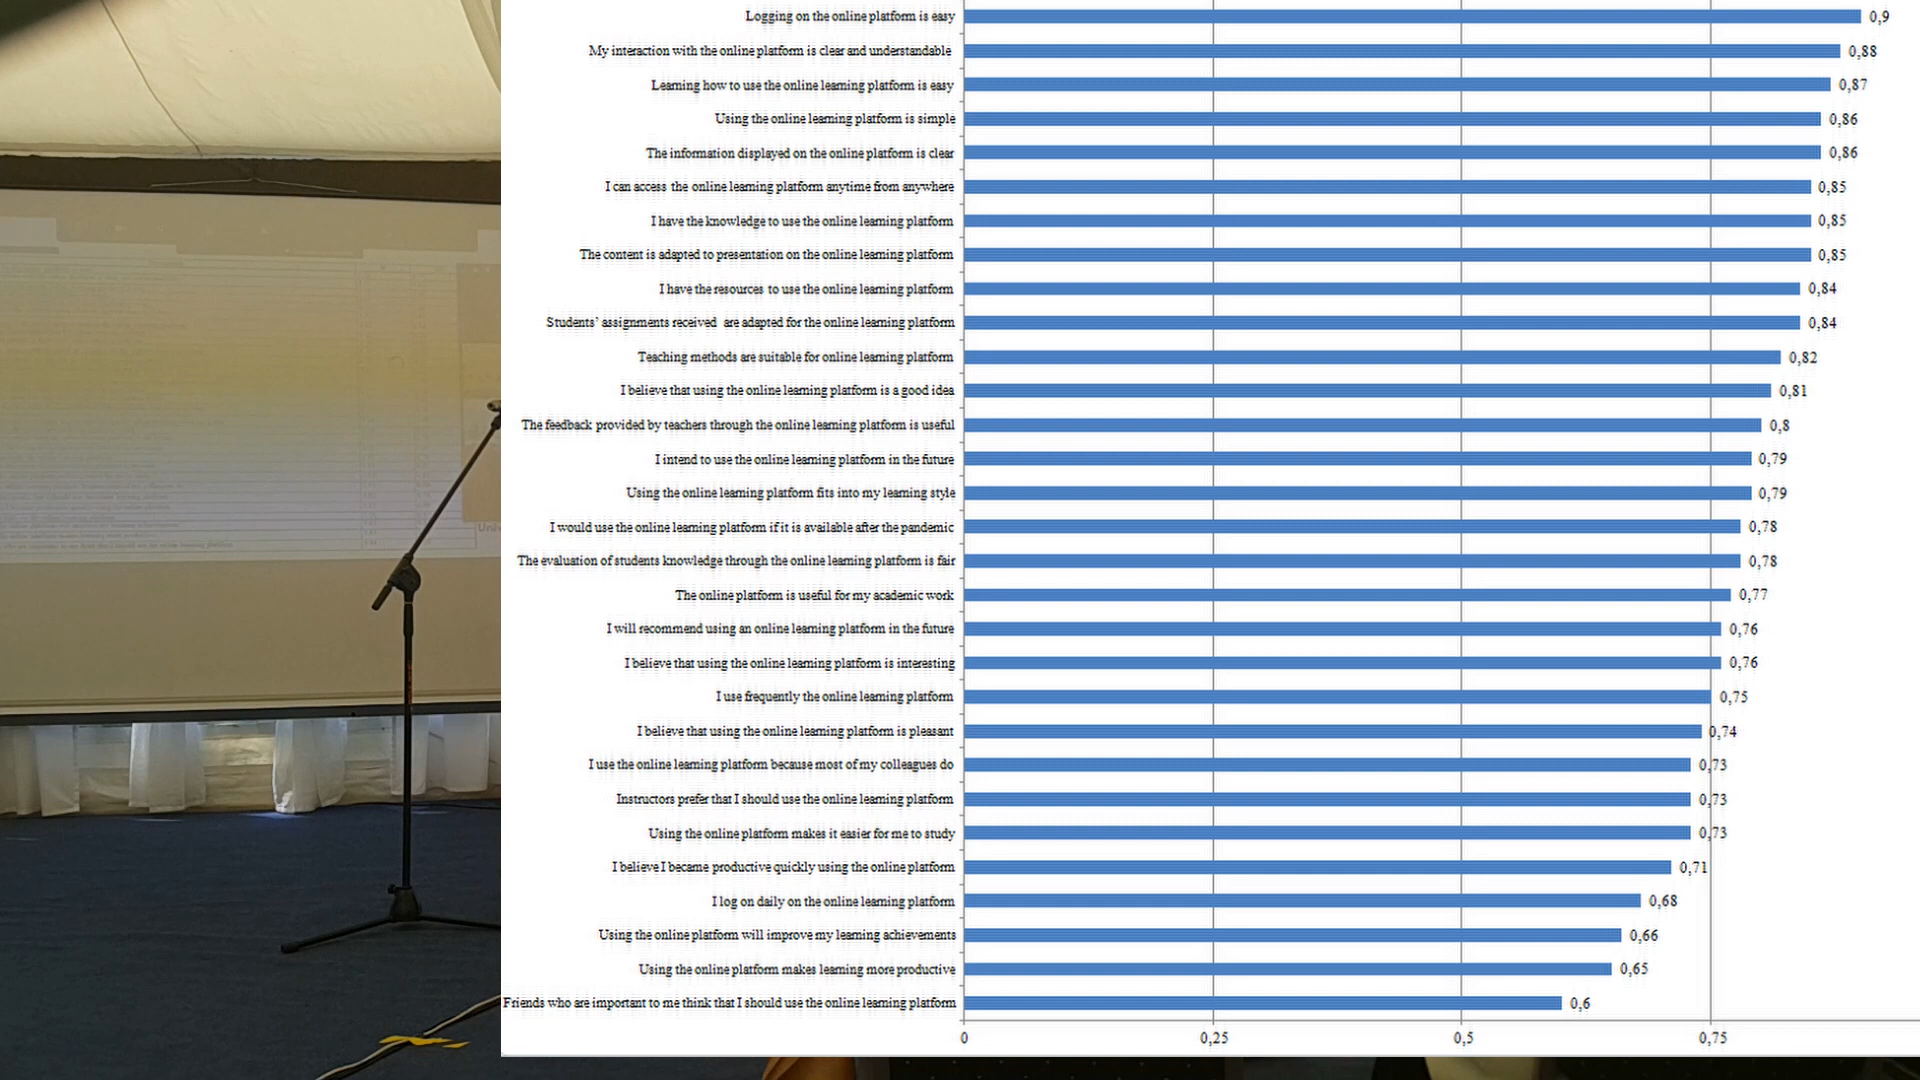 Logging on the online platform is easy 0,9
My interaction with the online platform is clear and understandable 0,88
Learning how to use the online learning platform is easy 0,87
Using the online learning platform is simple 0,86
The information displayed on the online platform is clear 0,86
I can access the online learning platform anytime from anywhere 0,85
I have the knowledge to use the online learning platform 0,85
The content is adapted to presentation on the online learning platform 0,85
I have the resources to use the online learning platform 0,84
Students’ assignments received are adapted for the online learning platform 0,84
Teaching methods are suitable for online learning platform 0,82
I believe that using the online learning platform is a good idea 0,81
The feedback provided by teachers through the online learning platform is useful 0,8
I intend to use the online learning platform in the future 0,79
Using the online learning platform fits into my learning style 0,79
I would use the online learning platform if it is available after the pandemic 0,78
The evaluation of students knowledge through the online learning platform is fair 0,78
The online platform is useful for my academic work 0,77
I will recommend using an online learning platform in the future 0,76
I believe that using the online learning platform is interesting 0,76
I use frequently the online learning platform 0,75
I believe that using the online learning platform is pleasant 0,74
I use the online learning platform because most of my colleagues do 0,73
Instructors prefer that I should use the online learning platform 0,73
Using the online platform makes it easier for me to study 0,73
I believe I became productive quickly using the online platform 0,71
I log on daily on the online learning platform 0,68
Using the online platform will improve my learning achievements 0,66
Using the online platform makes learning more productive 0,65
Friends who are important to me think that I should use the online learning platform 0,6
0 0,25 0,5 0,75